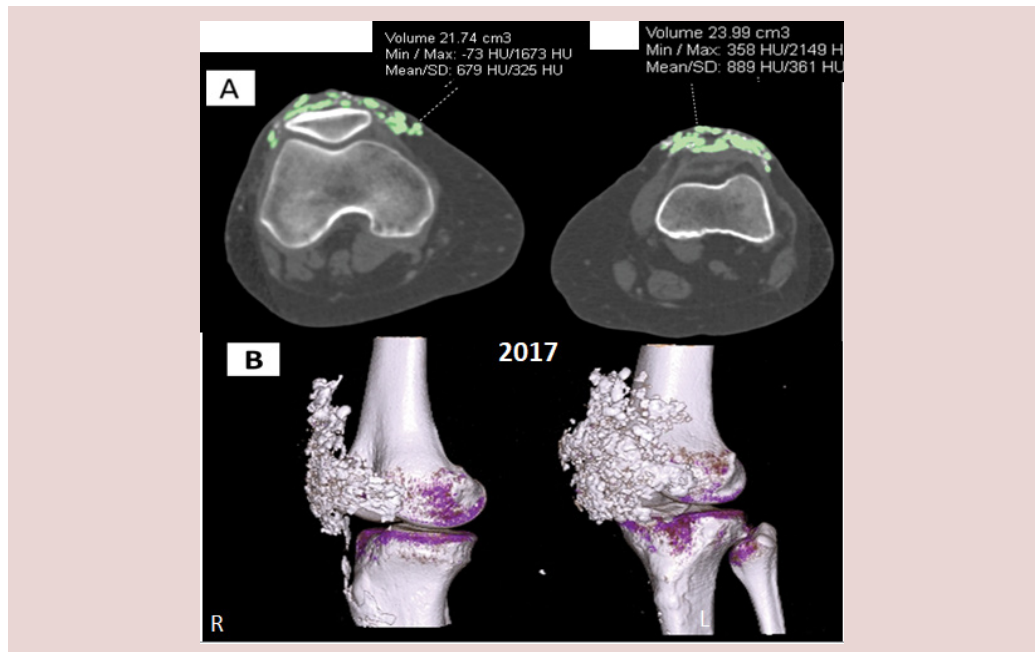 Volume 21.74 cm3
Min / Max: -73 HU/1673 HU
Mean/SD: 679 HU/325 HU
Volume 23.99 cm3
Min / Max: 358 HU/2149 H
Mean/SD: 889 HU/361 HU
A
B
2017
R
L